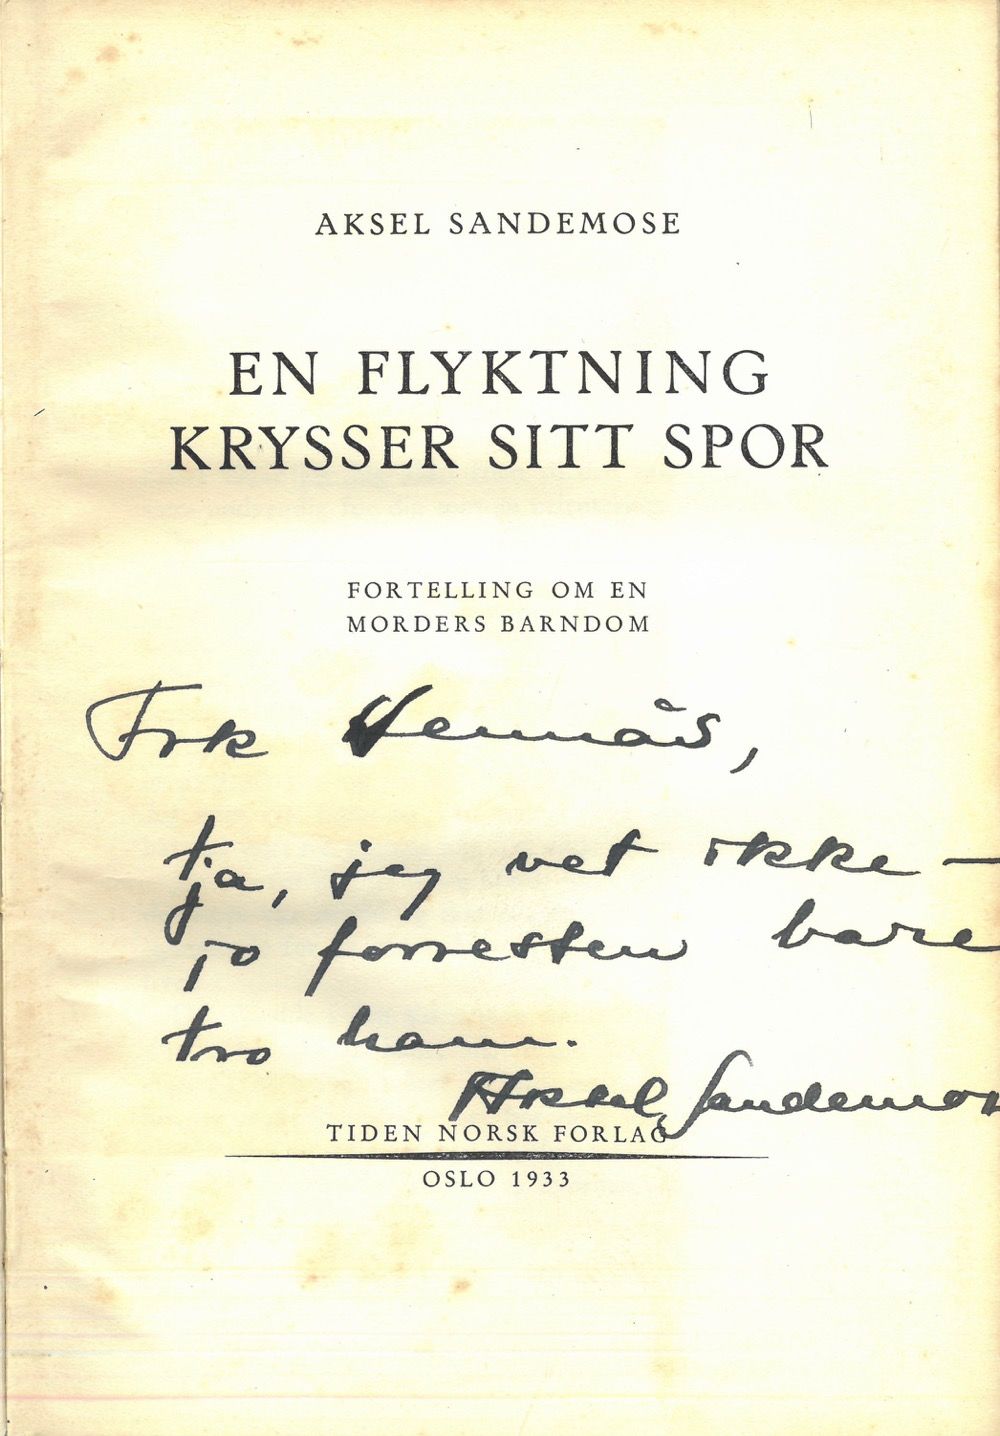 AKSEL SANDEMOSE
EN FLYKTNING
KRYSSER SITT SPOR
FORTELLING OM EN
MORDERS BARNDOM
Frk
tja, jeg vet ikke —
jo forresten bare
tro ham.
Aksel Sandemose
TIDEN NORSK FORLAG
OSLO 1933